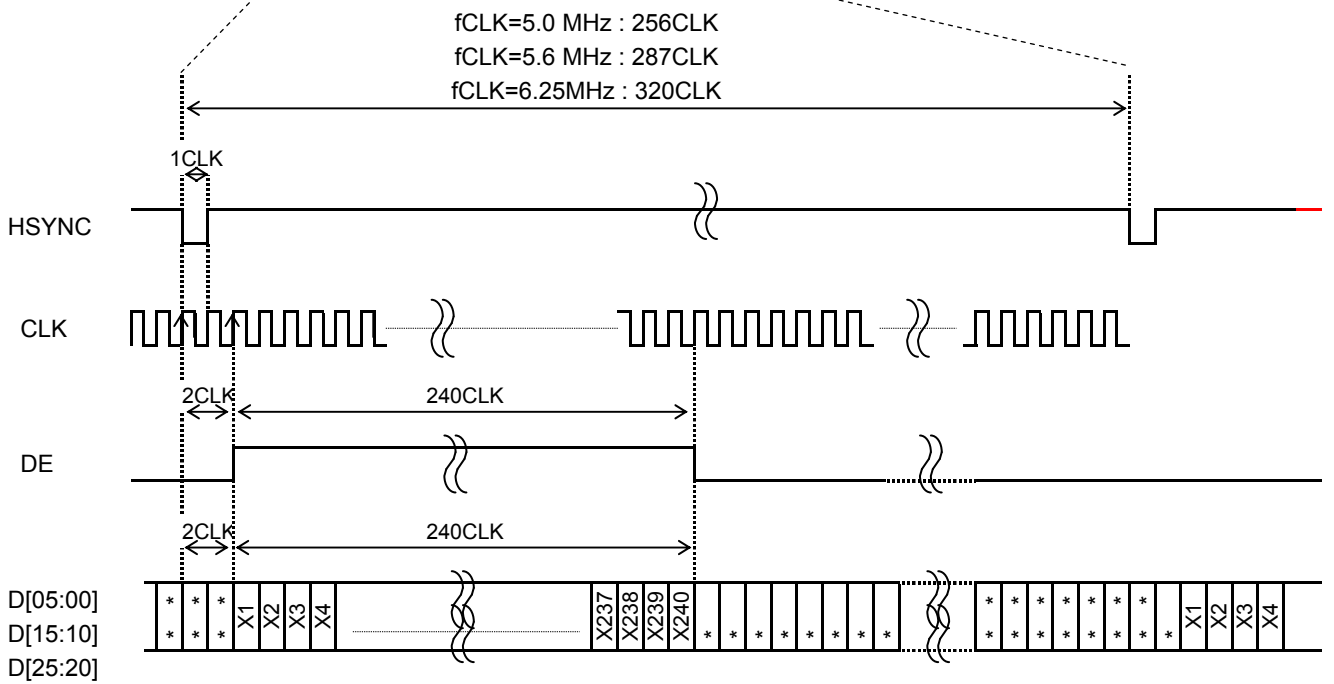 fCLK=5.0 MHz : 256CLK
fCLK=5.6 MHz : 287CLK
fCLK=6.25MHz : 320CLK
1CLK
HSYNC
CLK
2CLK 240CLK
DE
2CLK 240CLK
D[05:00]
D[15:10]
D[25:20]
* * * X1 X2 X3 X4 X237 X238 X239 X240 * * * * * * * * * * * * * * * X1 X2 X3 X4
* * * * * * * * * * * * * * * * * * *